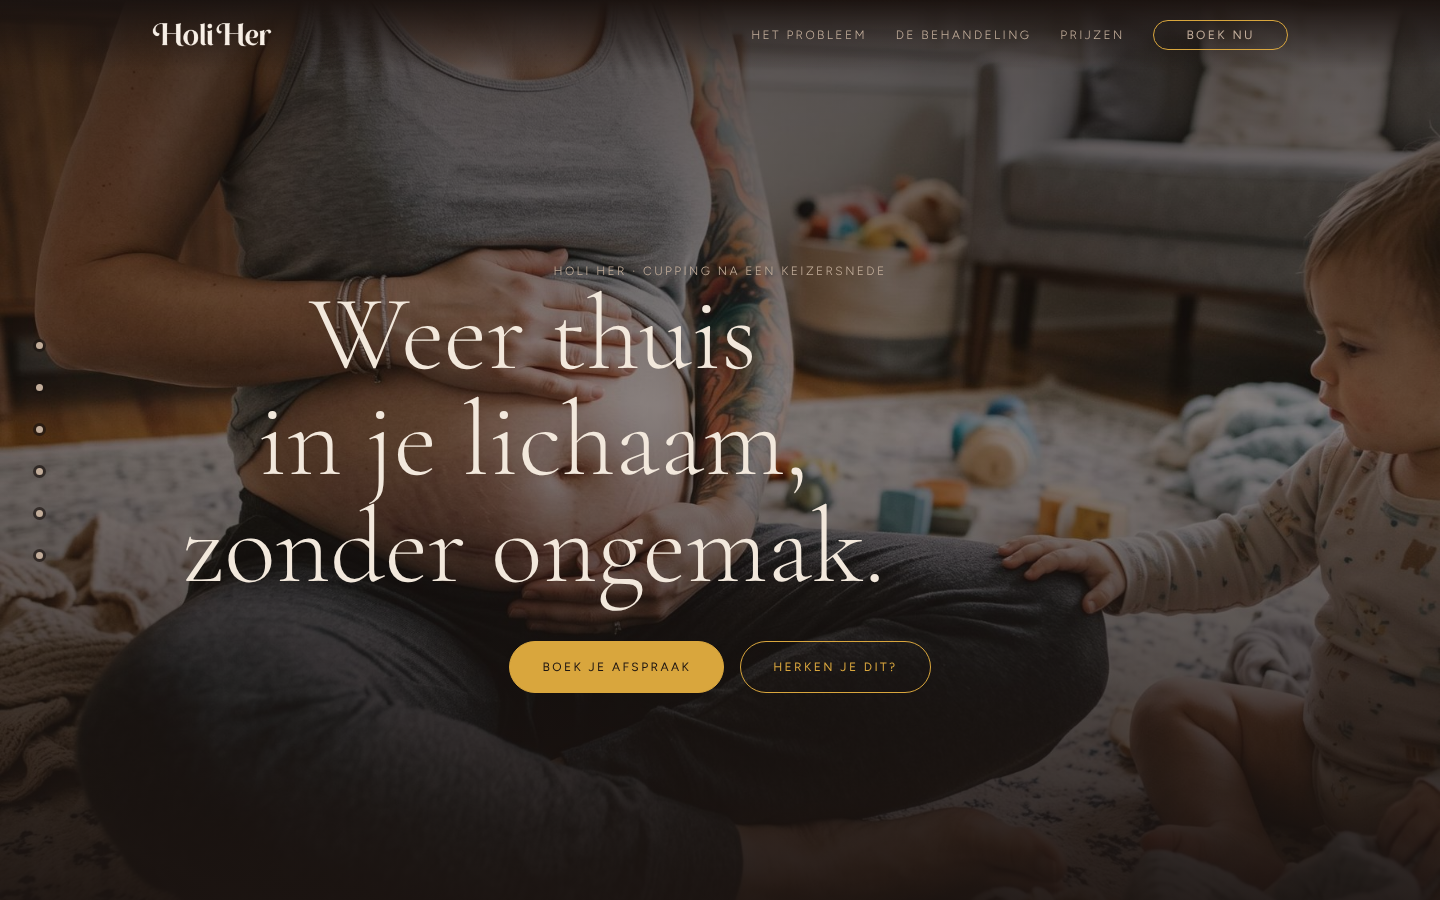 HoliHer
HET PROBLEEM
DE BEHANDELING
PRIJZEN
BOEK NU
HOLI HER · CUPPING NA EEN KEIZERSNEDE
Weer thuis
in je lichaam,
zonder ongemak.
BOEK JE AFSPRAAK
HERKEN JE DIT?